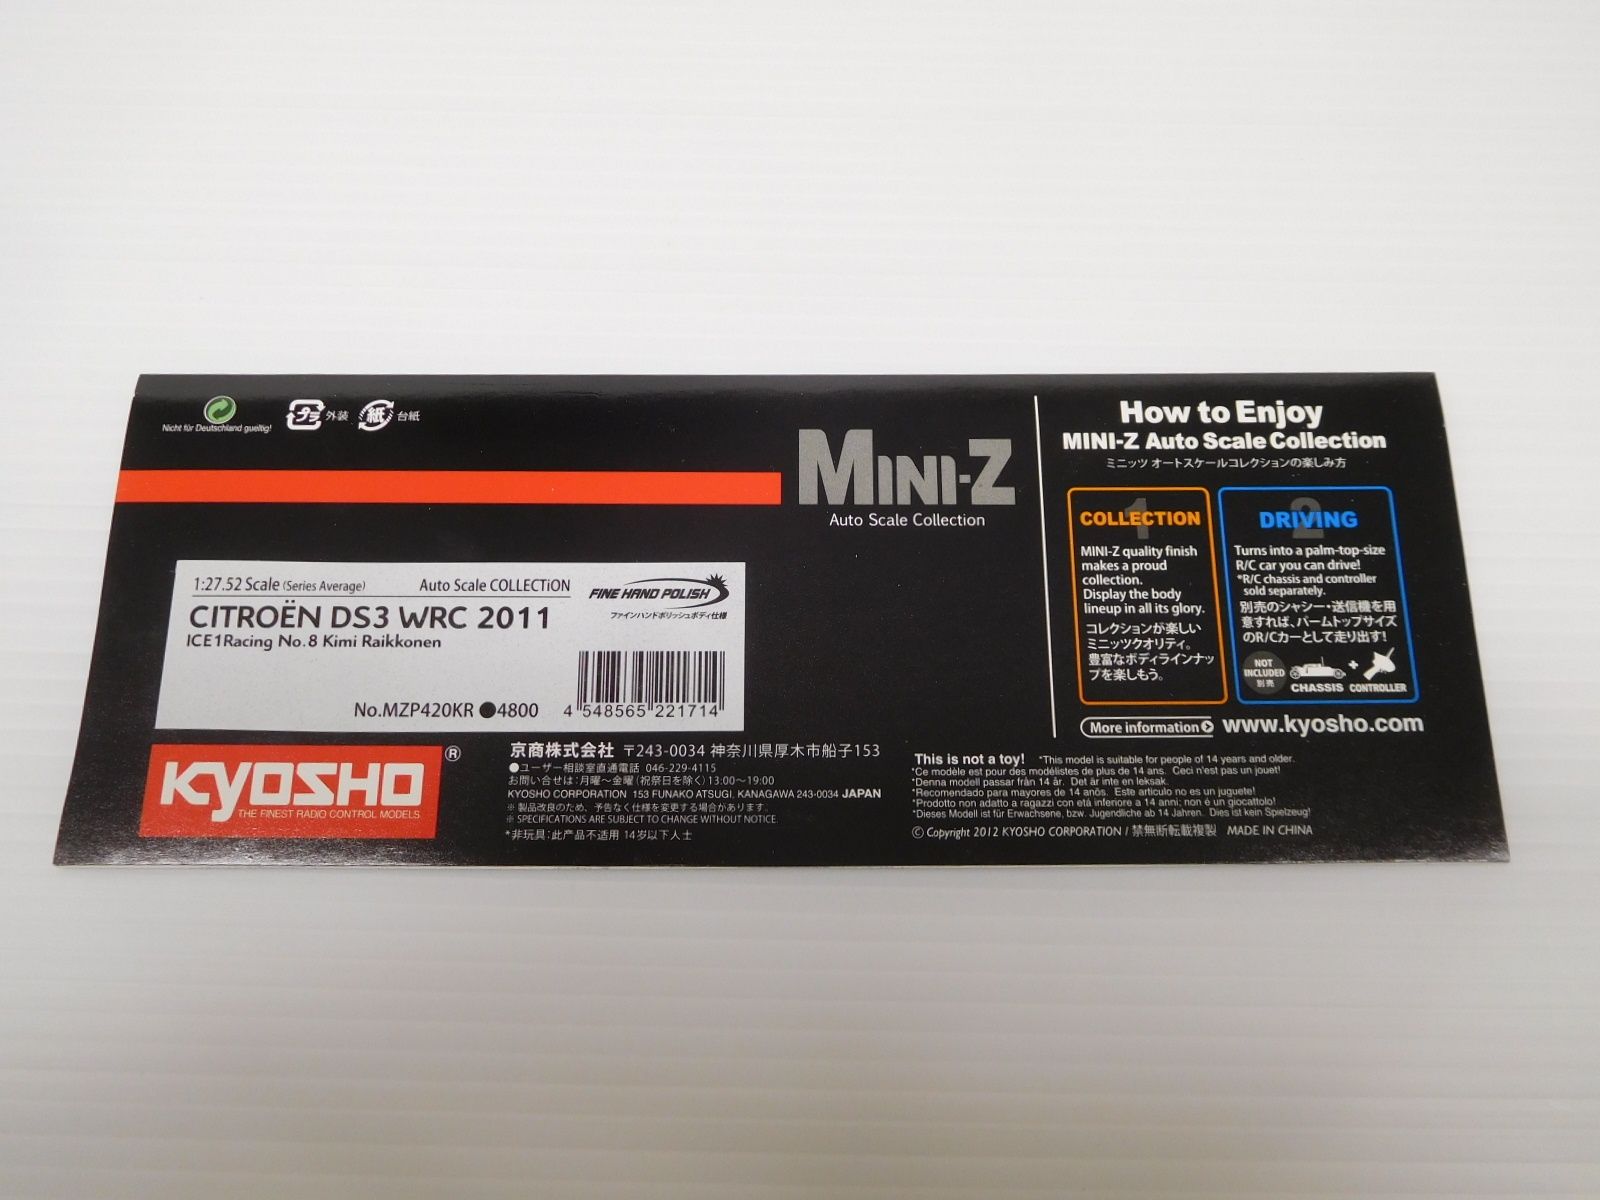 Nicht für Deutschland gueltig!
プラ 外装 紙 台紙
MINI-Z
Auto Scale Collection
1:27.52 Scale (Series Average) Auto Scale COLLECTiON
CITROËN DS3 WRC 2011
ICE1Racing No.8 Kimi Raikkonen
FINE HAND POLISH
ファインハンドポリッシュボディ仕様
No.MZP420KR ●4800
4 548565 221714
KYOSHO ®
THE FINEST RADIO CONTROL MODELS
京商株式会社 〒243-0034 神奈川県厚木市船子153
●ユーザー相談室直通電話 046-229-4115
お問い合せは:月曜〜金曜(祝祭日を除く)13:00〜19:00
KYOSHO CORPORATION 153 FUNAKO ATSUGI, KANAGAWA 243-0034 JAPAN
※ 製品改良のため、予告なく仕様を変更する場合があります。
※ SPECIFICATIONS ARE SUBJECT TO CHANGE WITHOUT NOTICE.
*非玩具:此产品不适用 14岁以下人士
How to Enjoy
MINI-Z Auto Scale Collection
ミニッツ オートスケールコレクションの楽しみ方
1
COLLECTION
MINI-Z quality finish
makes a proud
collection.
Display the body
lineup in all its glory.
コレクションが楽しい
ミニッツクオリティ。
豊富なボディラインナッ
プを楽しもう。
2
DRIVING
Turns into a palm-top-size
R/C car you can drive!
*R/C chassis and controller
sold separately.
別売のシャシー・送信機を用
意すれば、パームトップサイズ
のR/Cカーとして走り出す!
NOT
INCLUDED
別売
CHASSIS + CONTROLLER
More information www.kyosho.com
This is not a toy! *This model is suitable for people of 14 years and older.
*Ce modèle est pour des modélistes de plus de 14 ans. Ceci n'est pas un jouet!
*Denna modell passar från 14 år. Det är inte en leksak.
*Recomendado para mayores de 14 anõs. Este articulo no es un juguete!
*Prodotto non adatto a ragazzi con etá inferiore a 14 anni; non è un giocattolo!
*Dieses Modell ist für Erwachsene, bzw. Jugendliche ab 14 Jahren. Dies ist kein Spielzeug!
© Copyright 2012 KYOSHO CORPORATION / 禁無断転載複製 MADE IN CHINA